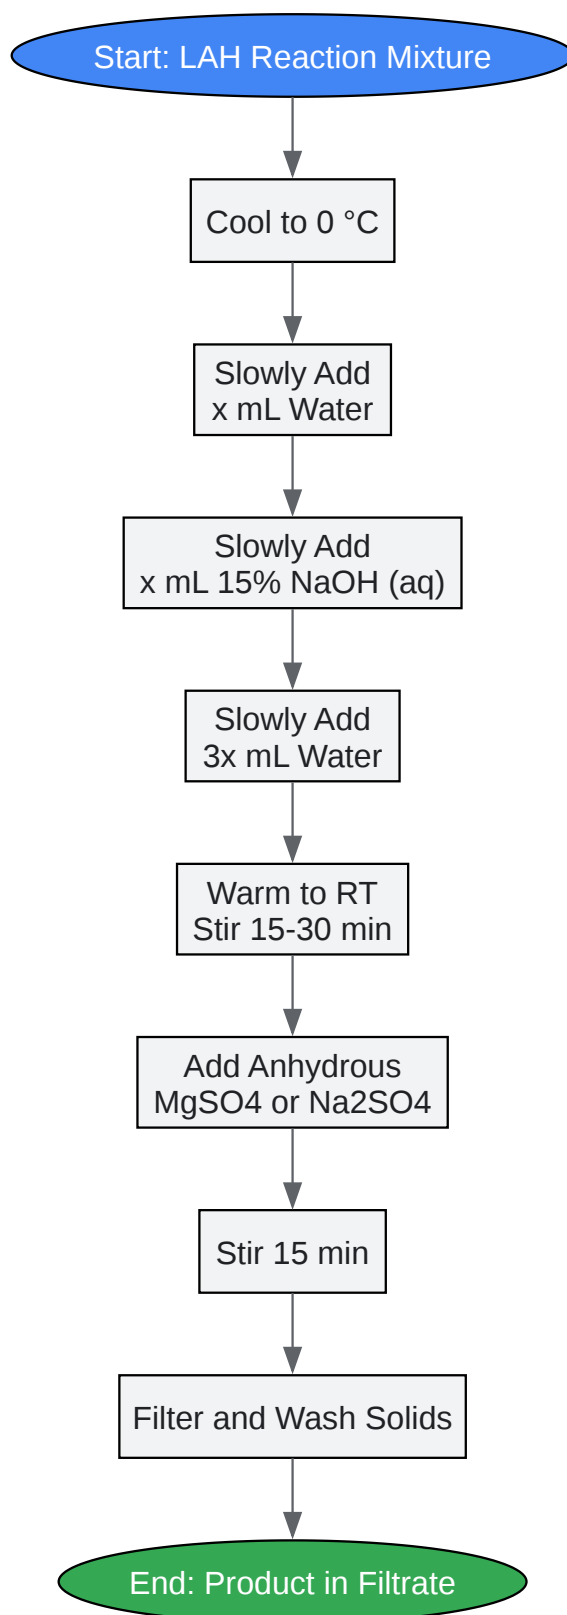 Start: LAH Reaction Mixture
Cool to 0 °C
Slowly Add
x mL Water
Slowly Add
x mL 15% NaOH (aq)
Slowly Add
3x mL Water
Warm to RT
Stir 15-30 min
Add Anhydrous
MgSO4 or Na2SO4
Stir 15 min
Filter and Wash Solids
End: Product in Filtrate